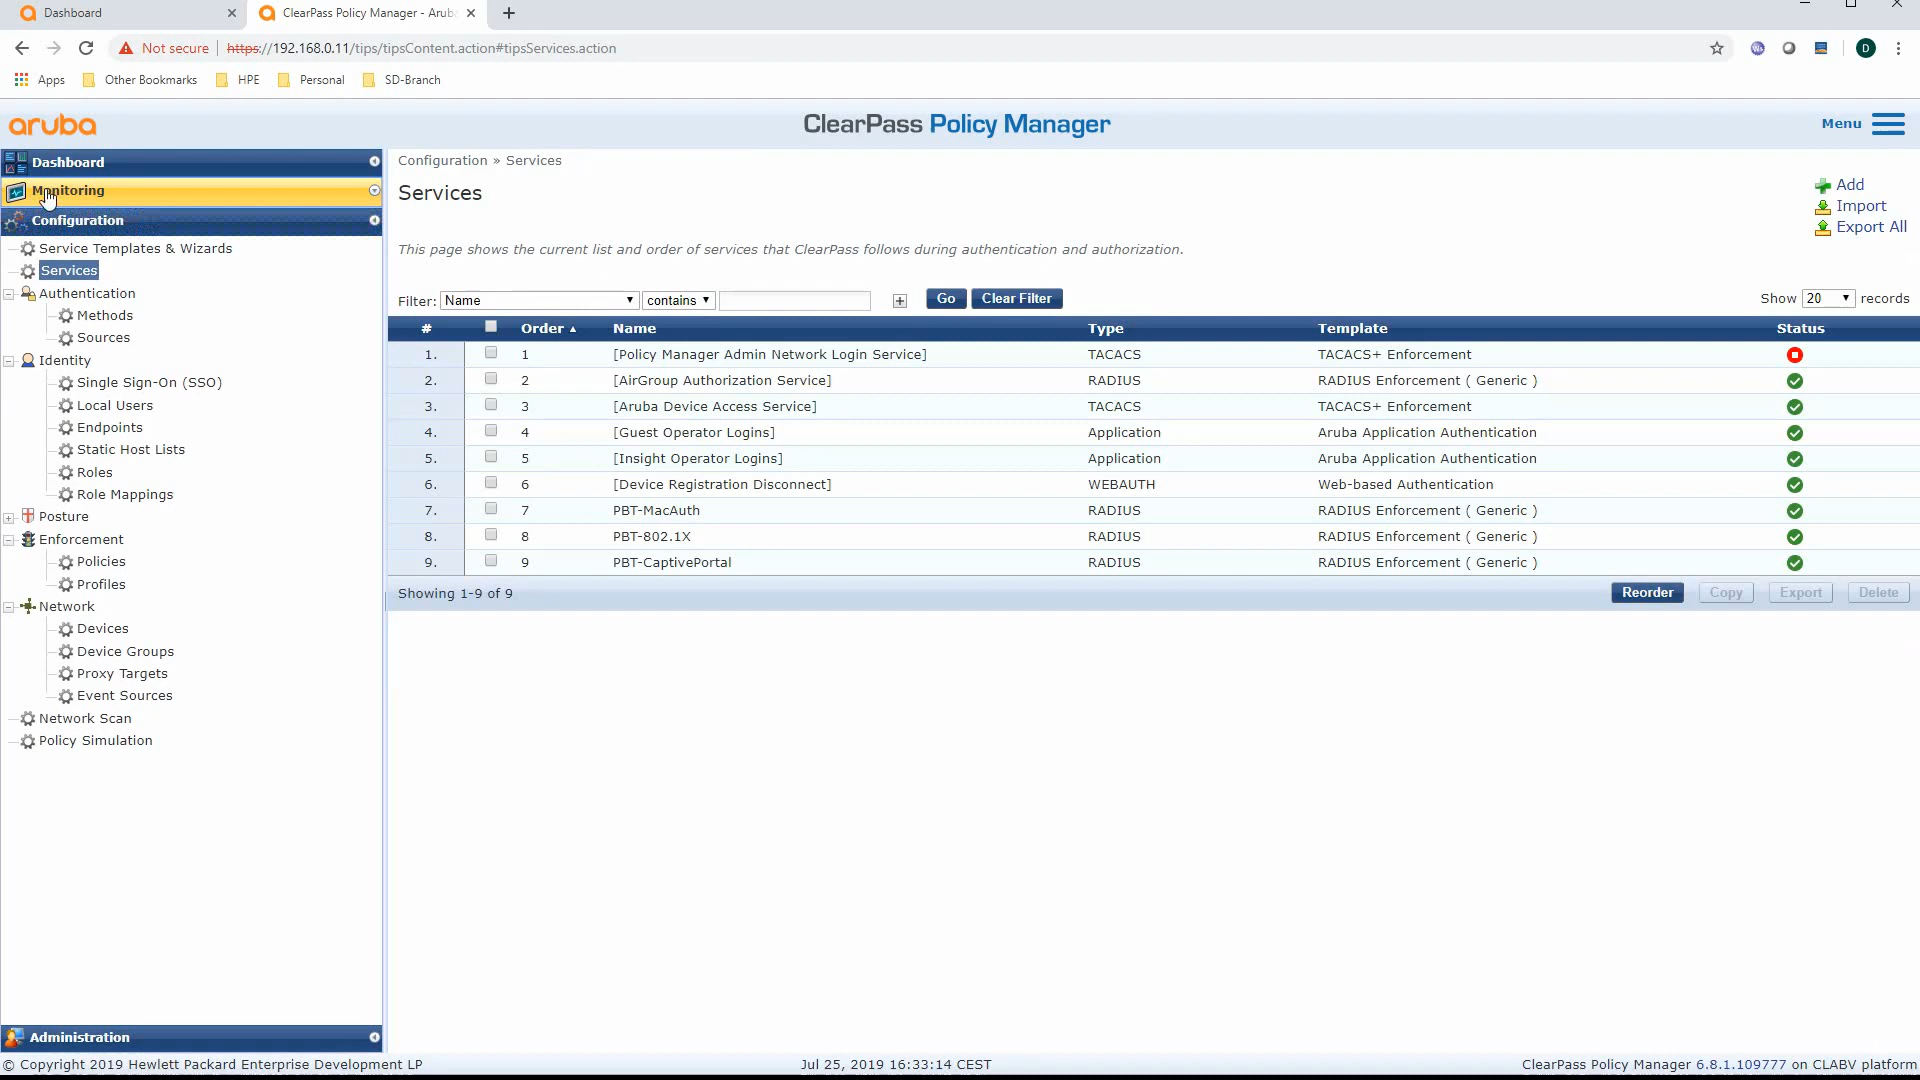 Dashboard
ClearPass Policy Manager - Aruba
Not secure
https://192.168.0.11/tips/tipsContent.action#tipsServices.action
D
Apps
Other Bookmarks
HPE
Personal
SD-Branch
aruba
ClearPass Policy Manager
Menu
Dashboard
Monitoring
Configuration
Service Templates & Wizards
Services
Authentication
Methods
Sources
Identity
Single Sign-On (SSO)
Local Users
Endpoints
Static Host Lists
Roles
Role Mappings
Posture
Enforcement
Policies
Profiles
Network
Devices
Device Groups
Proxy Targets
Event Sources
Network Scan
Policy Simulation
Administration
Configuration » Services
Services
Add
Import
Export All
This page shows the current list and order of services that ClearPass follows during authentication and authorization.
Filter: Name contains Go Clear Filter Show 20 records
# Order Name Type Template Status
1. 1 [Policy Manager Admin Network Login Service] TACACS TACACS+ Enforcement
2. 2 [AirGroup Authorization Service] RADIUS RADIUS Enforcement ( Generic )
3. 3 [Aruba Device Access Service] TACACS TACACS+ Enforcement
4. 4 [Guest Operator Logins] Application Aruba Application Authentication
5. 5 [Insight Operator Logins] Application Aruba Application Authentication
6. 6 [Device Registration Disconnect] WEBAUTH Web-based Authentication
7. 7 PBT-MacAuth RADIUS RADIUS Enforcement ( Generic )
8. 8 PBT-802.1X RADIUS RADIUS Enforcement ( Generic )
9. 9 PBT-CaptivePortal RADIUS RADIUS Enforcement ( Generic )
Showing 1-9 of 9 Reorder Copy Export Delete
© Copyright 2019 Hewlett Packard Enterprise Development LP
Jul 25, 2019 16:33:14 CEST
ClearPass Policy Manager 6.8.1.109777 on CLABV platform